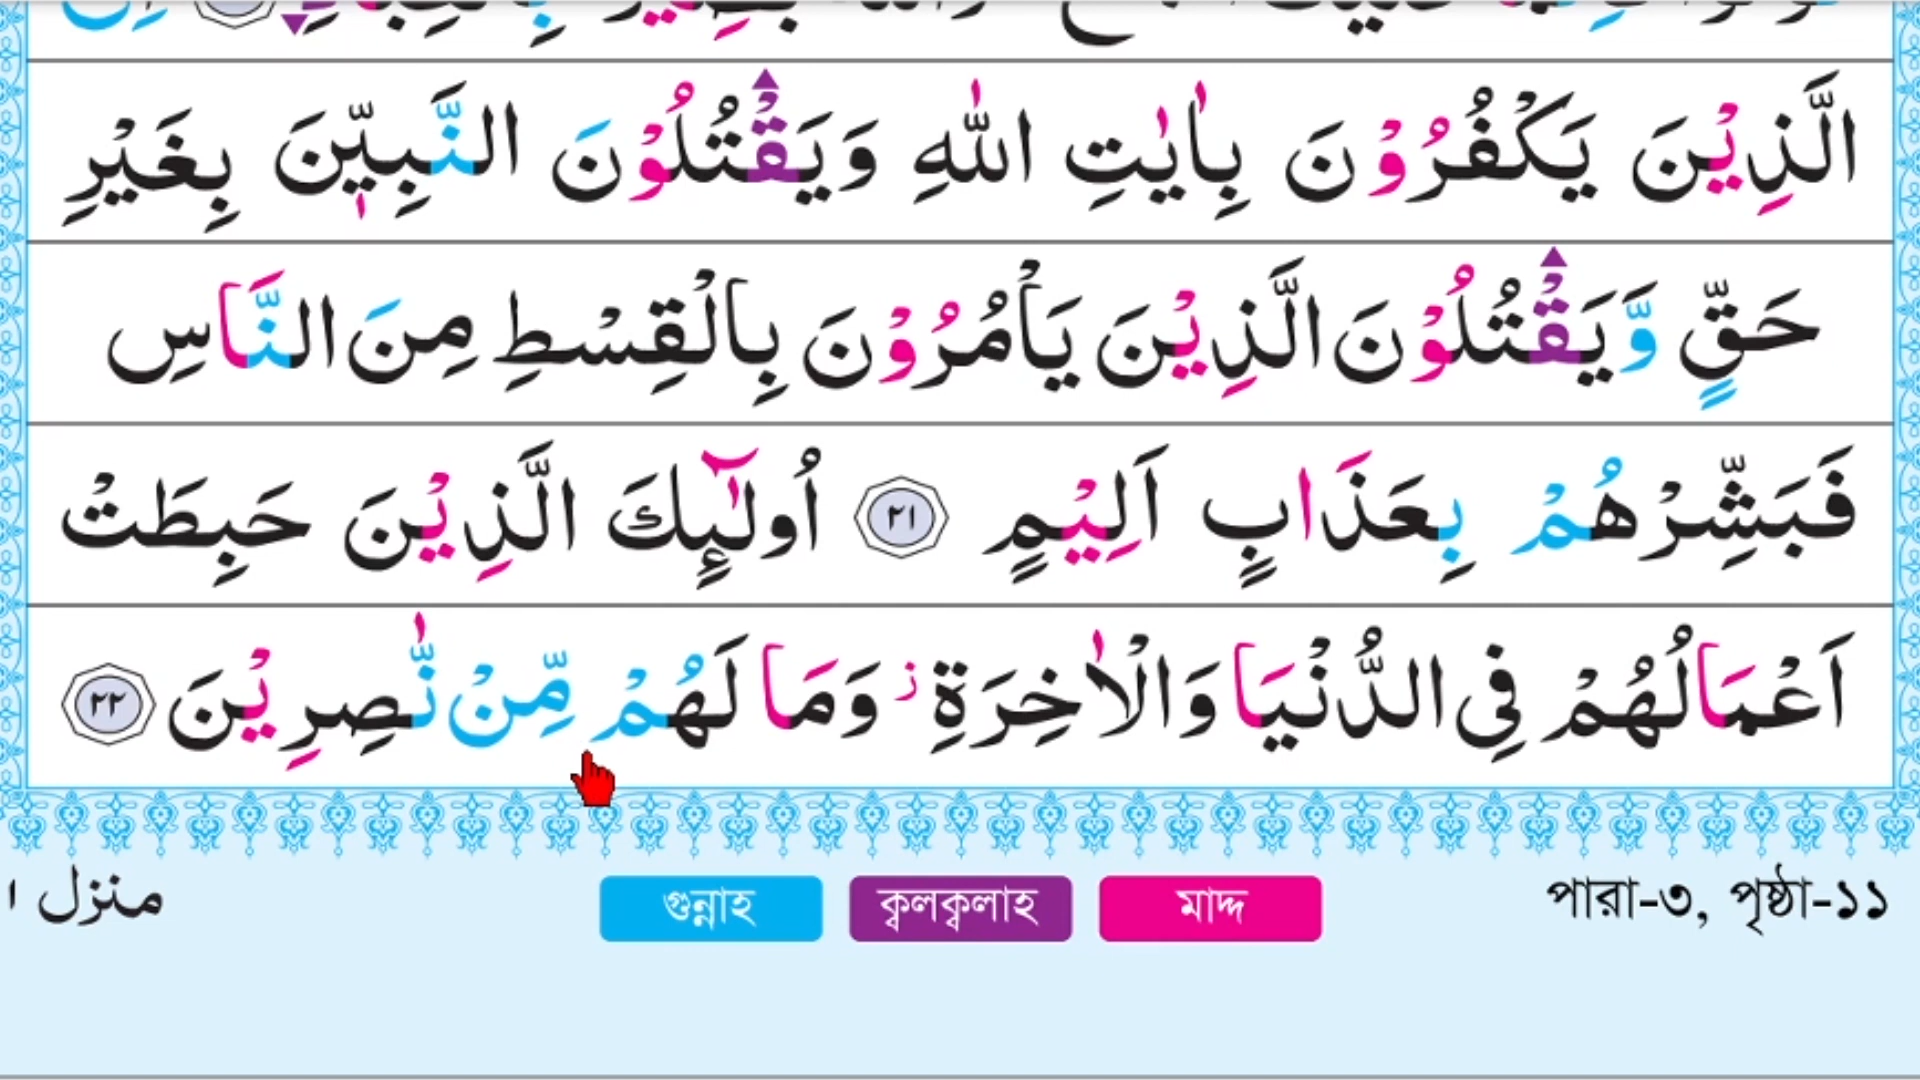 الَّذِيْنَ يَكْفُرُوْنَ بِاٰيٰتِ اللّٰهِ وَيَقْتُلُوْنَ النَّبِيّٖنَ بِغَيْرِ
حَقٍّ وَّيَقْتُلُوْنَ الَّذِيْنَ يَاْمُرُوْنَ بِالْقِسْطِ مِنَ النَّاسِ
فَبَشِّرْهُمْ بِعَذَابٍ اَلِيْمٍ ٢١ اُولٰٓئِكَ الَّذِيْنَ حَبِطَتْ
اَعْمَالُهُمْ فِى الدُّنْيَا وَالْاٰخِرَةِ ز وَمَا لَهُمْ مِّنْ نّٰصِرِيْنَ ٢٢
منزل ١ গুন্নাহ ক্বলক্বলাহ মাদ্দ পারা-৩, পৃষ্ঠা-১১